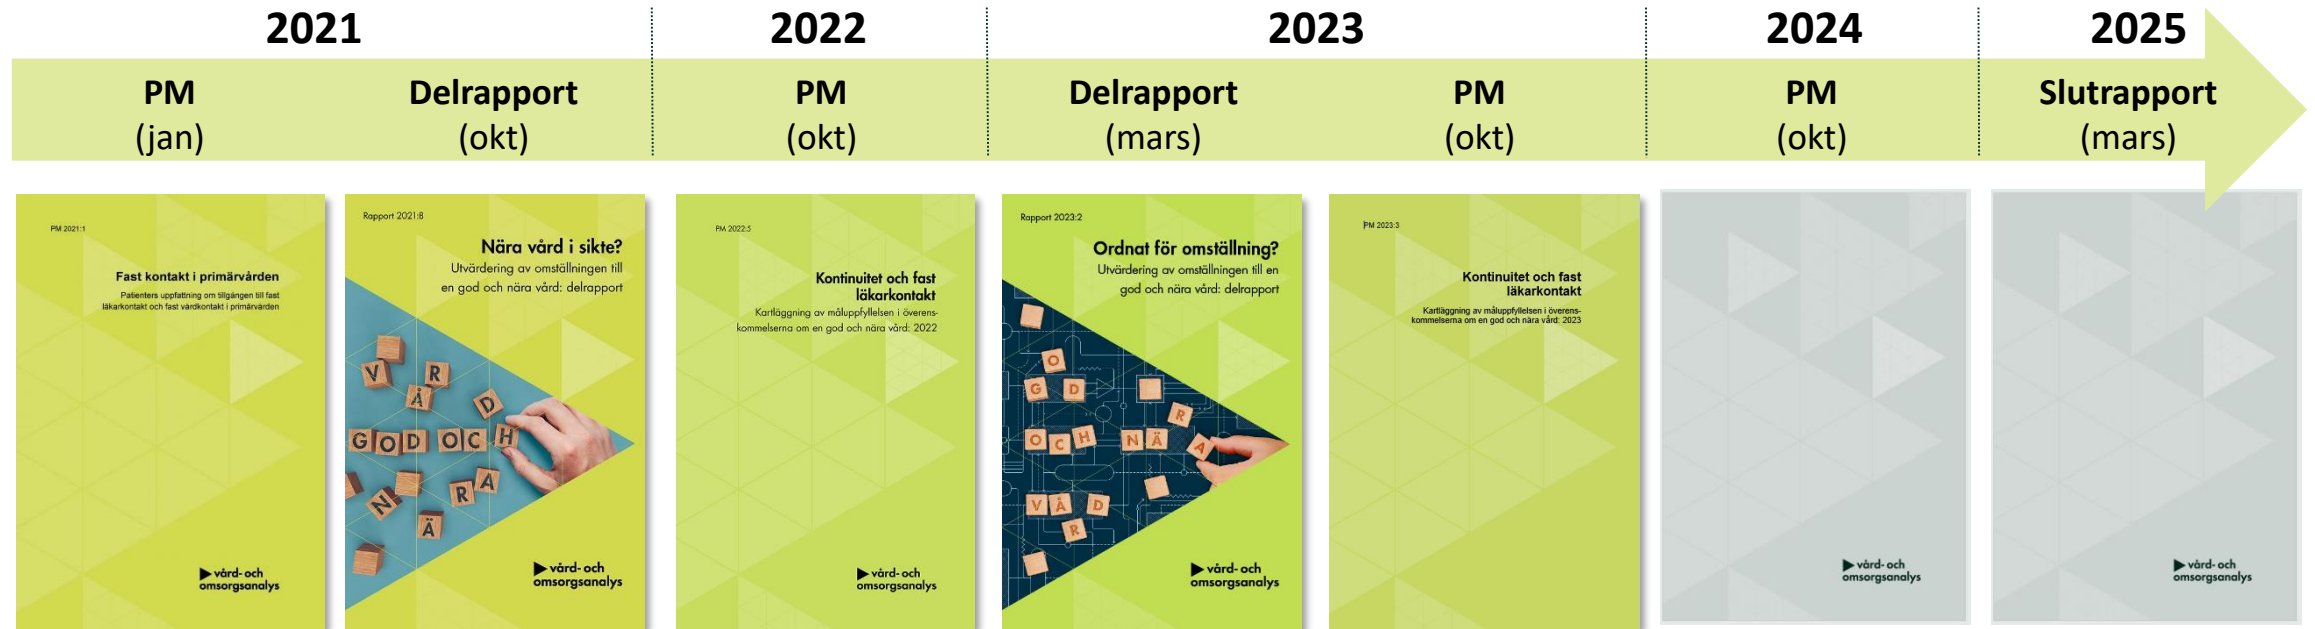 2021
2022
2023
2024
2025
PM
(jan)
Delrapport
(okt)
PM
(okt)
Delrapport
(mars)
PM
(okt)
PM
(okt)
Slutrapport
(mars)
PM 2021:1
Fast kontakt i primärvården
Patienters uppfattning om tillgången till fast
läkarkontakt och fast vårdkontakt i primärvården
vård- och
omsorgsanalys
Rapport 2021:8
Nära vård i sikte?
Utvärdering av omställningen till
en god och nära vård: delrapport
V R
Å D
GOD OCH
N RA
Ä
vård- och
omsorgsanalys
PM 2022:5
Kontinuitet och fast
läkarkontakt
Kartläggning av måluppfyllelsen i överens-
kommelserna om en god och nära vård: 2022
vård- och
omsorgsanalys
Rapport 2023:2
Ordnat för omställning?
Utvärdering av omställningen till en
god och nära vård: delrapport
O
G D
R
OCH NÄ A
VÅ D
R
vård- och
omsorgsanalys
PM 2023:3
Kontinuitet och fast
läkarkontakt
Kartläggning av måluppfyllelsen i överens-
kommelserna om en god och nära vård: 2023
vård- och
omsorgsanalys
vård- och
omsorgsanalys